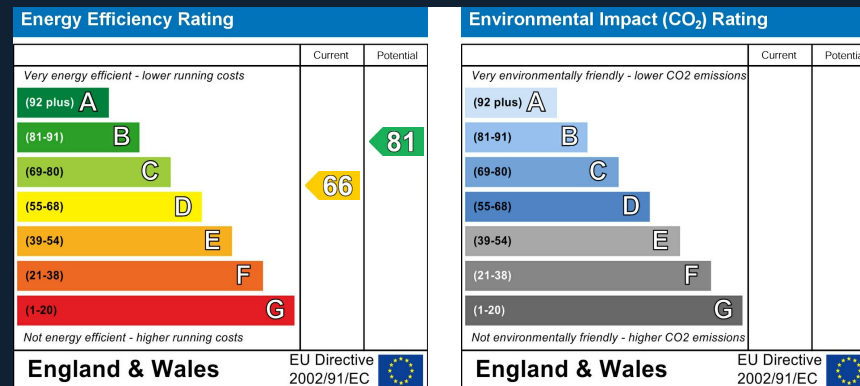 Energy Efficiency Rating
Current Potential
Very energy efficient - lower running costs
(92 plus) A
(81-91) B
81
(69-80) C
66
(55-68) D
(39-54) E
(21-38) F
(1-20) G
Not energy efficient - higher running costs
England & Wales
EU Directive
2002/91/EC
Environmental Impact (CO₂) Rating
Current Potential
Very environmentally friendly - lower CO2 emissions
(92 plus) A
(81-91) B
(69-80) C
(55-68) D
(39-54) E
(21-38) F
(1-20) G
Not environmentally friendly - higher CO2 emissions
England & Wales
EU Directive
2002/91/EC